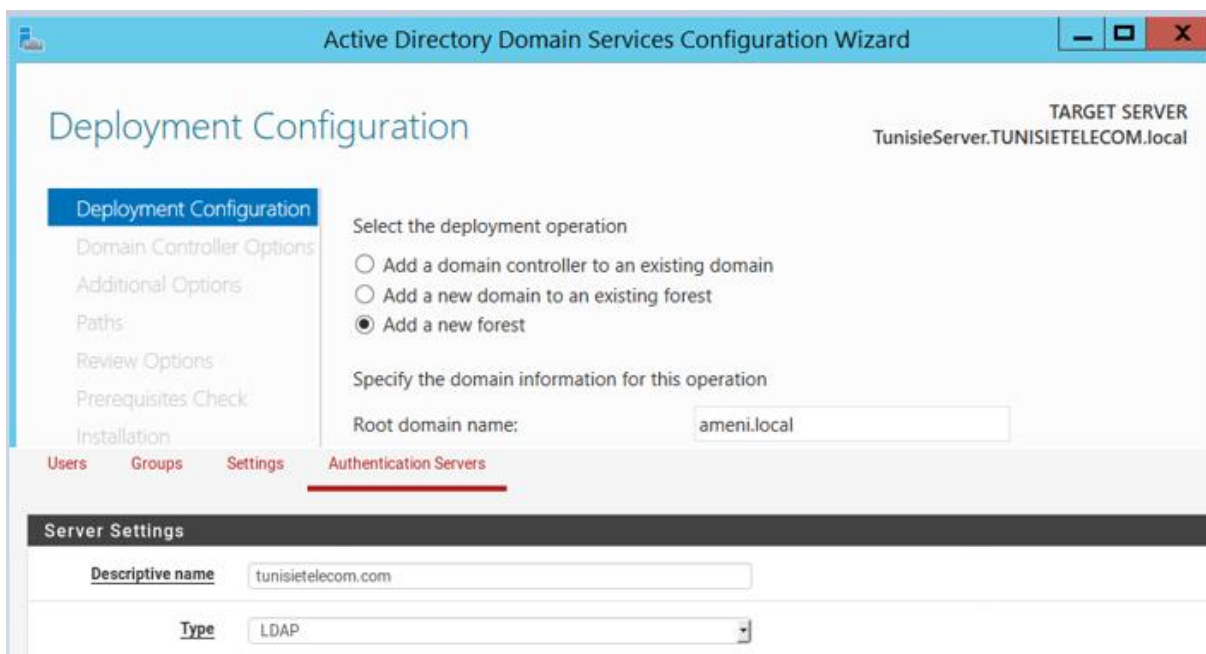 Active Directory Domain Services Configuration Wizard
Deployment Configuration
TARGET SERVER
TunisieServer.TUNISIETELECOM.local
Deployment Configuration
Domain Controller Options
Additional Options
Paths
Review Options
Prerequisites Check
Installation
Select the deployment operation
Add a domain controller to an existing domain
Add a new domain to an existing forest
Add a new forest
Specify the domain information for this operation
Root domain name: ameni.local
Users Groups Settings Authentication Servers
Server Settings
Descriptive name tunisietelecom.com
Type LDAP